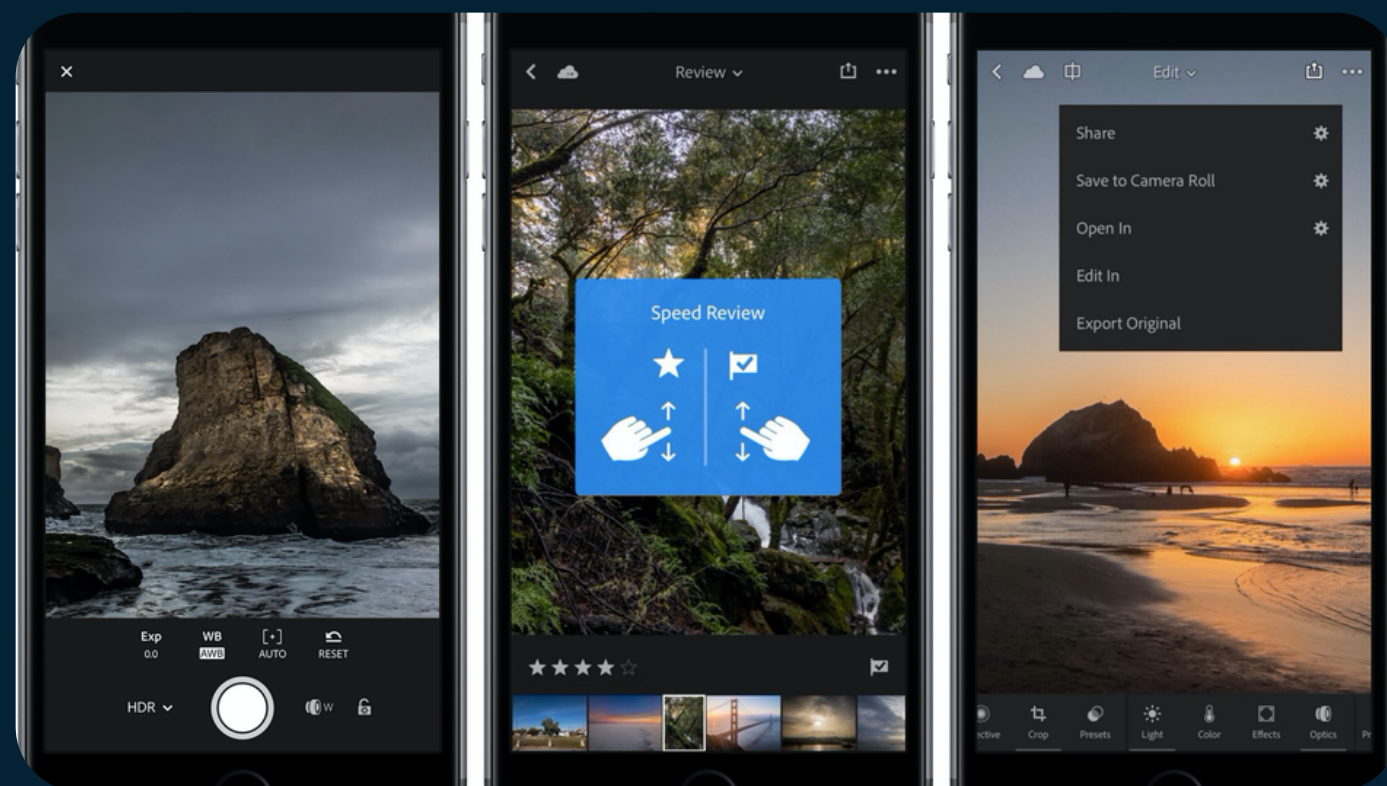 Exp WB
0.0 AWB AUTO RESET
HDR W
Review
Speed Review
Edit
Share
Save to Camera Roll
Open In
Edit In
Export Original
ctive Crop Presets Light Color Effects Optics Pr